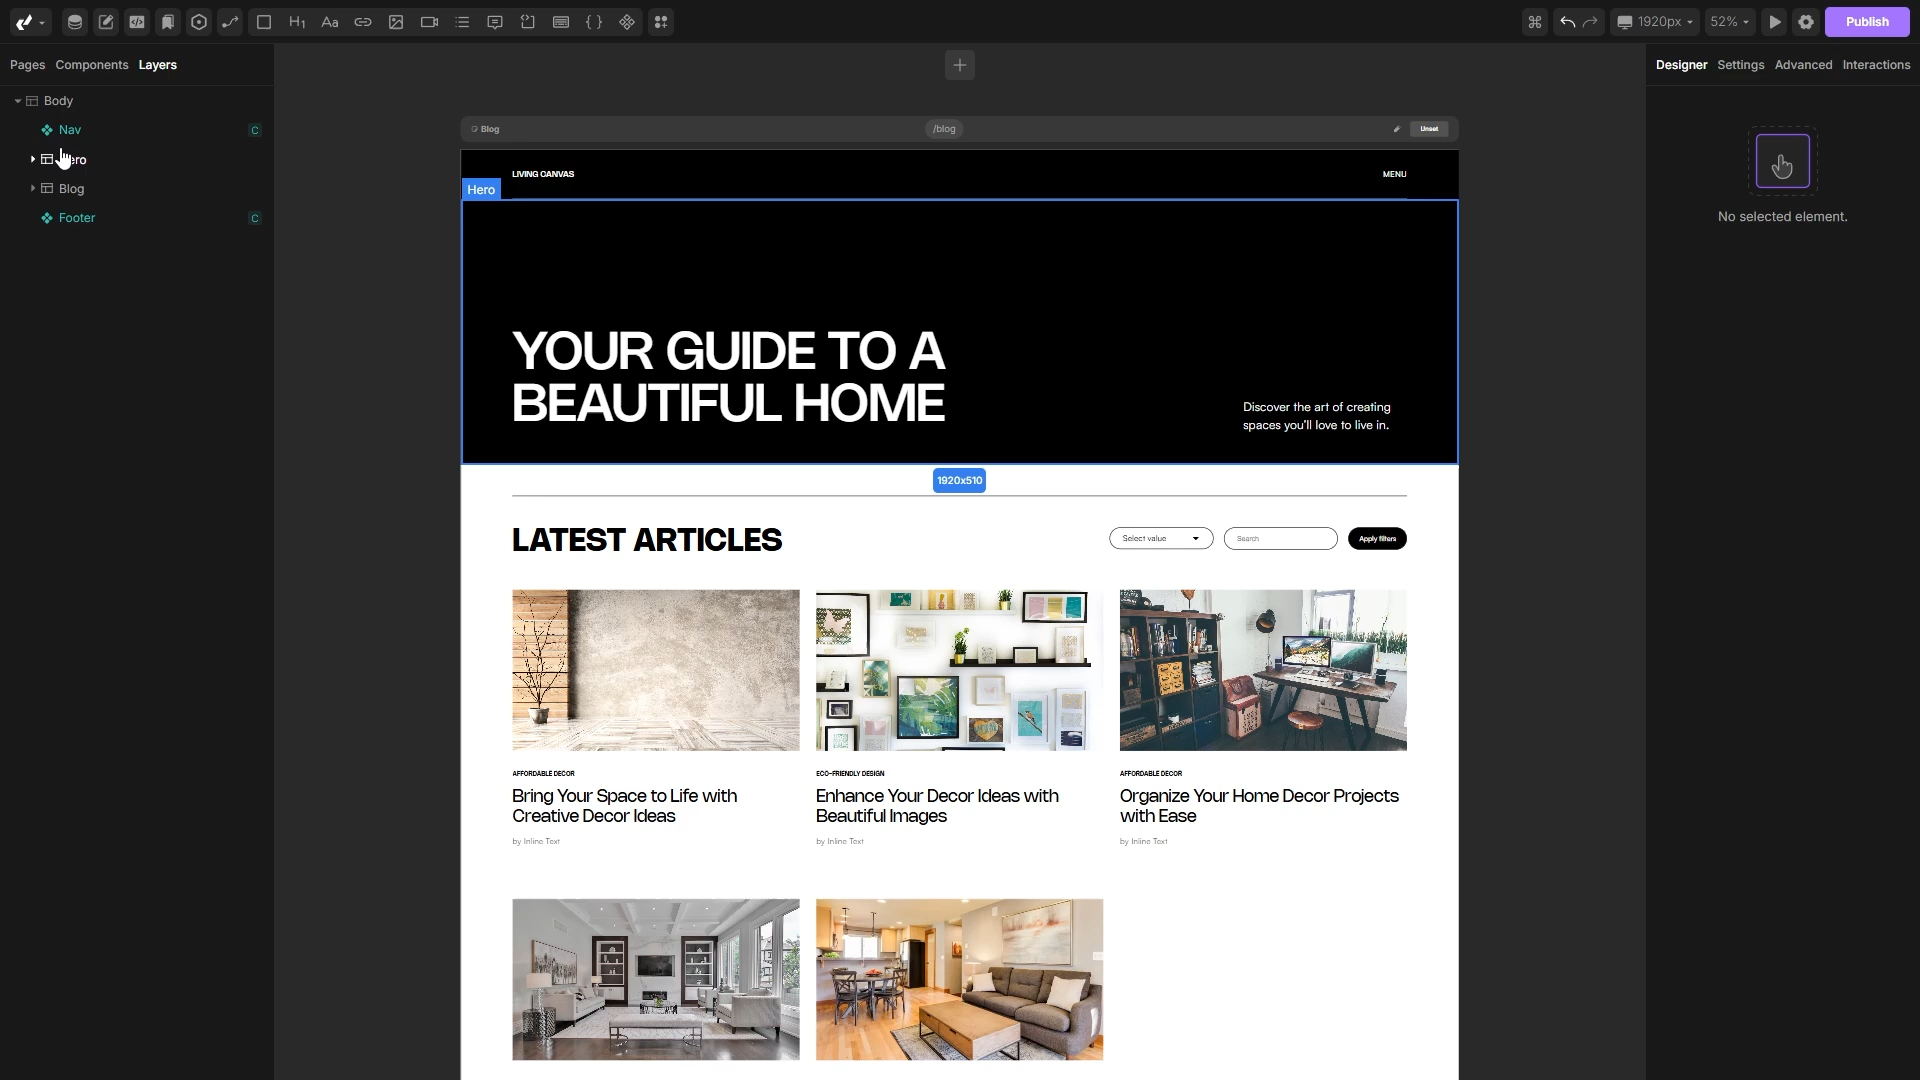 H1
Aa
1920px
52%
Publish
Pages Components Layers
Designer Settings Advanced Interactions
Body
Nav C
Blog
Footer C
Blog
/blog
Unset
LIVING CANVAS
MENU
Hero
YOUR GUIDE TO A
BEAUTIFUL HOME
Discover the art of creating
spaces you'll love to live in.
1920x510
No selected element.
LATEST ARTICLES
Select value
Search
Apply filters
AFFORDABLE DECOR
Bring Your Space to Life with
Creative Decor Ideas
by Inline Text
ECO-FRIENDLY DESIGN
Enhance Your Decor Ideas with
Beautiful Images
by Inline Text
AFFORDABLE DECOR
Organize Your Home Decor Projects
with Ease
by Inline Text